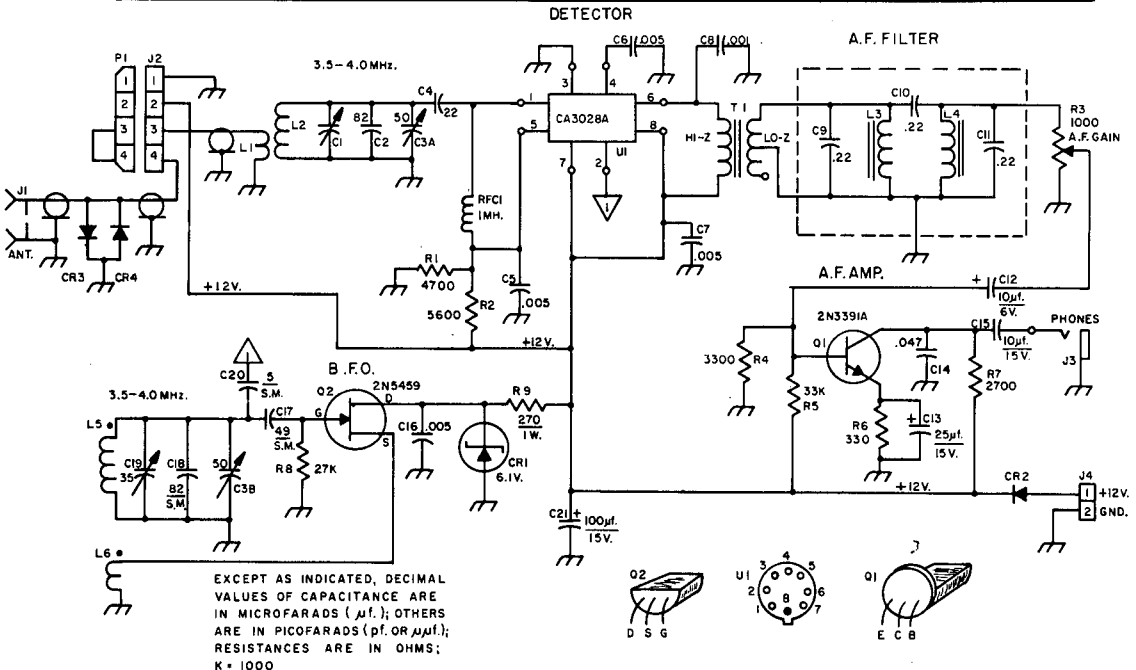 DETECTOR
A.F. FILTER
A.F. AMP.
B.F.O.
P1
J2
1
2
3
4
1
2
3
4
3.5-4.0MHz.
L1
L2
C1
82
C2
50
C3A
C4
22
J1
ANT.
CR3
CR4
+12V.
RFC1
1MH.
R1
4700
R2
5600
C5
.005
+12V.
C6
.005
C8
.001
3
4
1
5
6
8
7
2
CA3028A
U1
1
C7
.005
HI-Z
T1
LO-Z
C9
.22
L3
C10
.22
L4
C11
.22
R3
1000
A.F. GAIN
+
C12
10µf.
6V.
2N3391A
Q1
3300
R4
33K
R5
R6
330
+
C13
25µf.
15V.
.047
C14
C15
10µf.
15V.
R7
2700
PHONES
J3
+12V.
CR2
J4
1
2
+12V.
GND.
3.5-4.0MHz.
L5
C19
35
C18
82
S.M.
50
C3B
C20
5
S.M.
C17
49
S.M.
R8
27K
Q2
2N5459
G
D
S
C16
.005
CR1
6.1V.
R9
270
1W.
C21
+
100µf.
15V.
L6
EXCEPT AS INDICATED, DECIMAL
VALUES OF CAPACITANCE ARE
IN MICROFARADS (µf.); OTHERS
ARE IN PICOFARADS (pf. OR µµf.);
RESISTANCES ARE IN OHMS;
K = 1000
Q2
D S G
U1
1
2
3
4
5
6
7
8
Q1
E C B